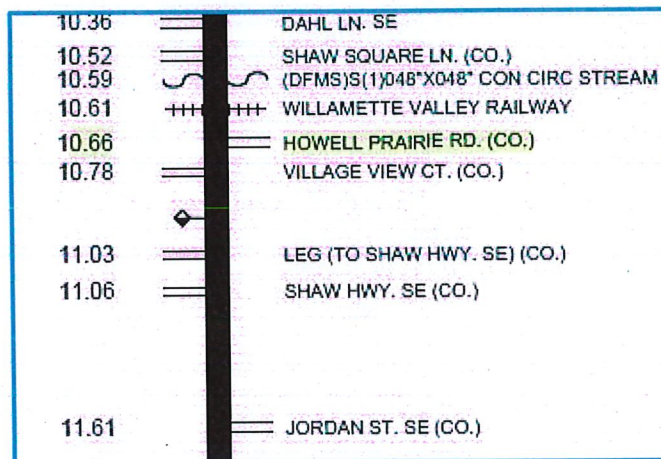 10.36 DAHL LN. SE
10.52 SHAW SQUARE LN. (CO.)
10.59 (DFMS)S(1)048"X048" CON CIRC STREAM
10.61 WILLAMETTE VALLEY RAILWAY
10.66 HOWELL PRAIRIE RD. (CO.)
10.78 VILLAGE VIEW CT. (CO.)
11.03 LEG (TO SHAW HWY. SE) (CO.)
11.06 SHAW HWY. SE (CO.)
11.61 JORDAN ST. SE (CO.)